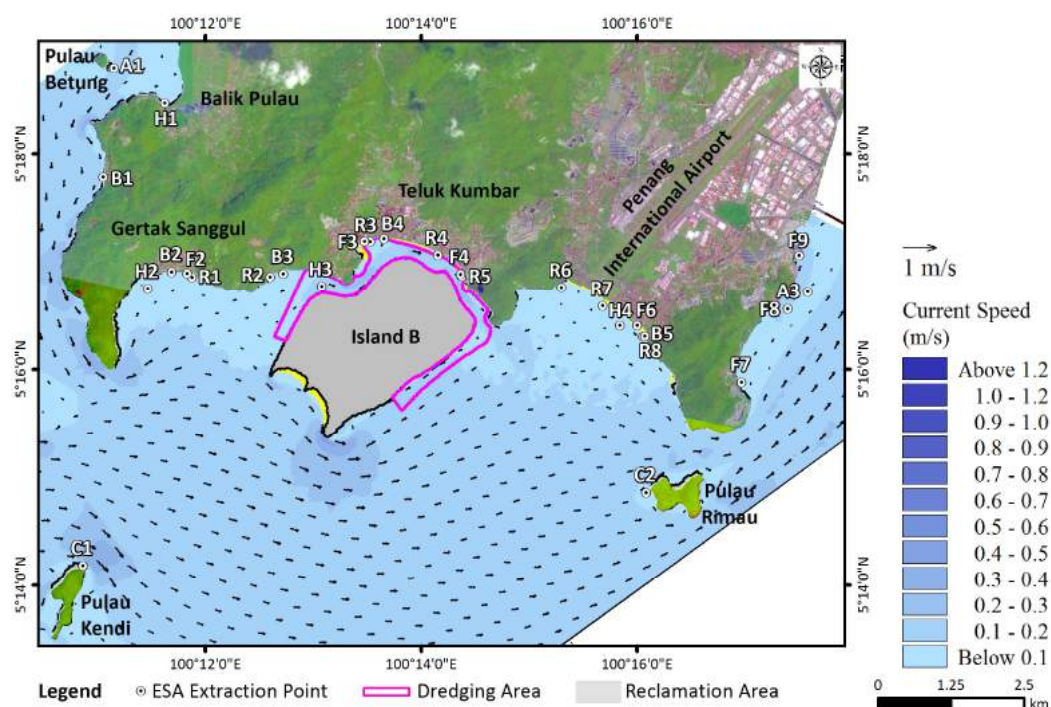 100°12'0"E
100°14'0"E
100°16'0"E
Pulau
Betung
A1
H1
Balik Pulau
5°18'0"N
5°18'0"N
B1
Gertak Sanggul
Teluk Kumbar
Penang
International Airport
H2
B2
F2
R1
R2
B3
H3
F3
R3
B4
R4
F4
R5
R6
R7
H4
F6
B5
R8
F9
A3
F8
F7
Island B
5°16'0"N
5°16'0"N
C2
Pulau
Rimau
C1
Pulau
Kendi
5°14'0"N
5°14'0"N
100°12'0"E
100°14'0"E
100°16'0"E
1 m/s
Current Speed
(m/s)
Above 1.2
1.0 - 1.2
0.9 - 1.0
0.8 - 0.9
0.7 - 0.8
0.6 - 0.7
0.5 - 0.6
0.4 - 0.5
0.3 - 0.4
0.2 - 0.3
0.1 - 0.2
Below 0.1
Legend
ESA Extraction Point
Dredging Area
Reclamation Area
0 1.25 2.5
km